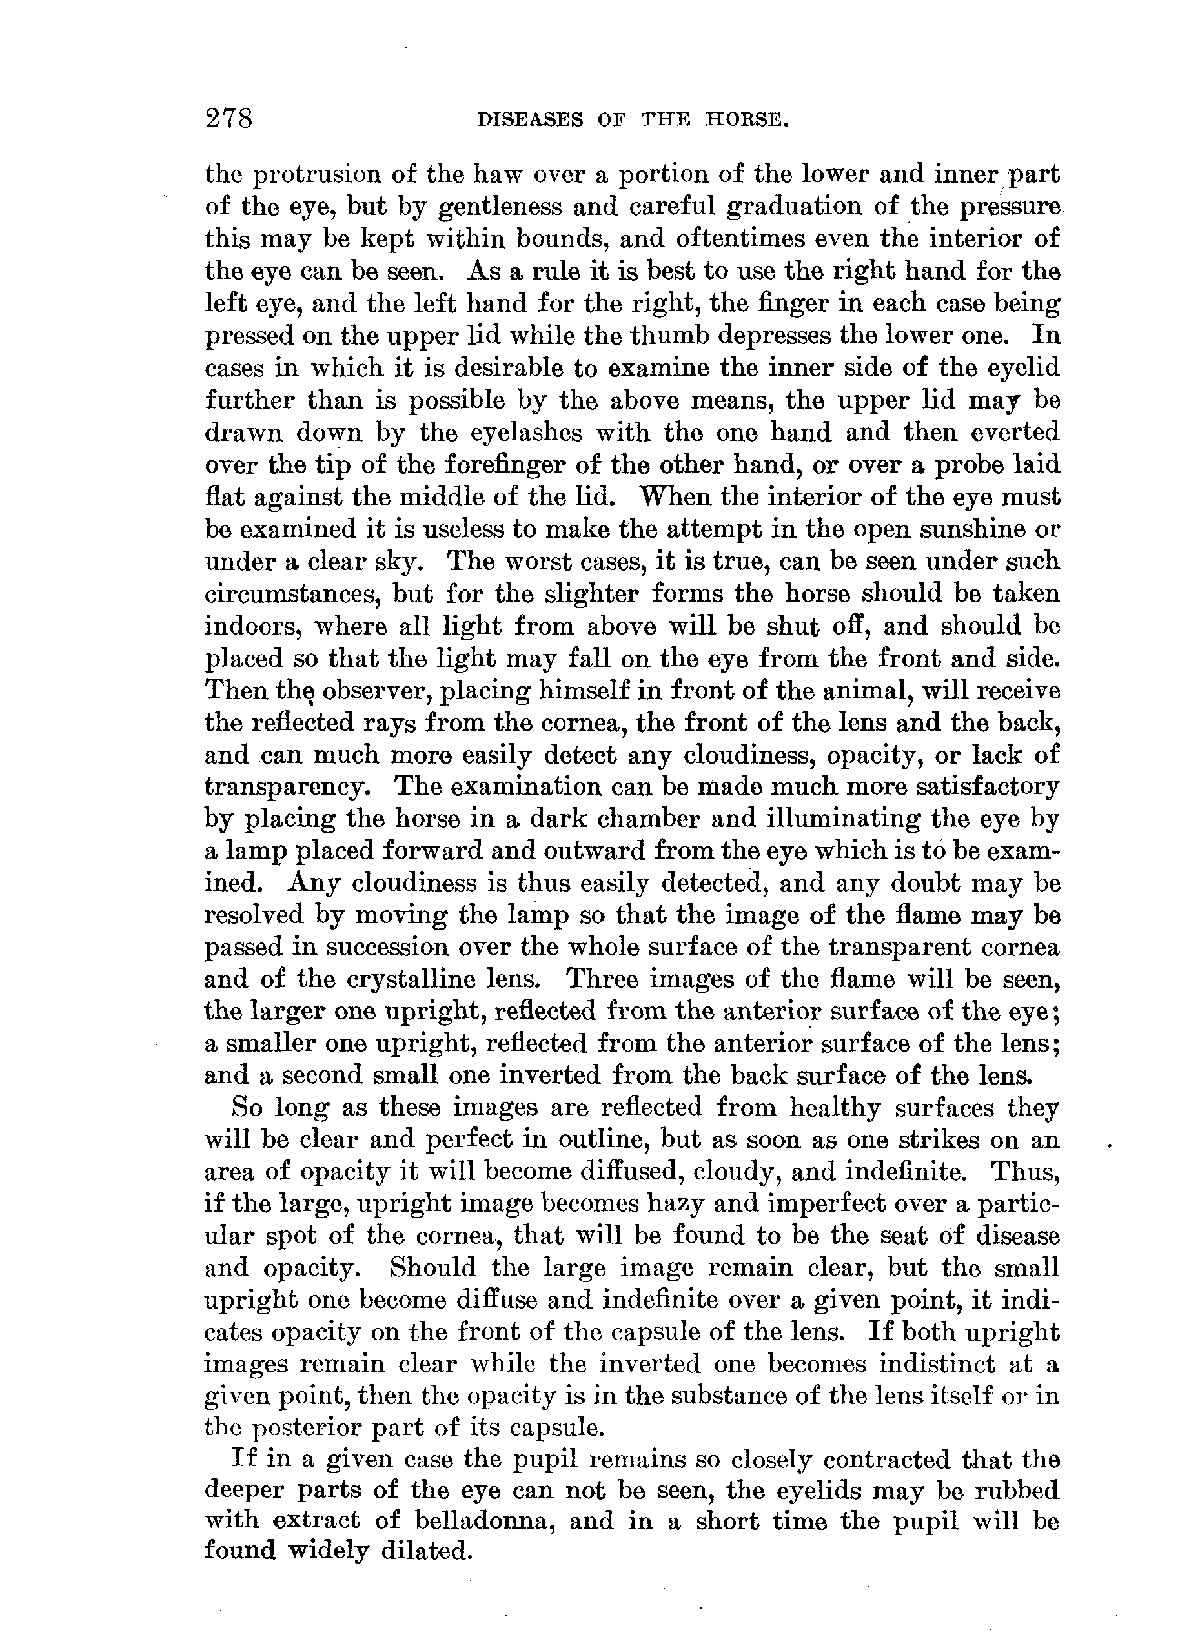 278 DISEASES OF THE HORSE.
the protrusion of the haw over a portion of the lower and inner part
of the eye, but by gentleness and careful graduation of the pressure
this may be kept within bounds, and oftentimes even the interior of
the eye can be seen. As a rule it is best to use the right hand for the
left eye, and the left hand for the right, the finger in each case being
pressed on the upper lid while the thumb depresses the lower one. In
cases in which it is desirable to examine the inner side of the eyelid
further than is possible by the above means, the upper lid may be
drawn down by the eyelashes with the one hand and then everted
over the tip of the forefinger of the other hand, or over a probe laid
flat against the middle of the lid. When the interior of the eye must
be examined it is useless to make the attempt in the open sunshine or
under a clear sky. The worst cases, it is true, can be seen under such
circumstances, but for the slighter forms the horse should be taken
indoors, where all light from above will be shut off, and should be
placed so that the light may fall on the eye from the front and side.
Then the observer, placing himself in front of the animal, will receive
the reflected rays from the cornea, the front of the lens and the back,
and can much more easily detect any cloudiness, opacity, or lack of
transparency. The examination can be made much more satisfactory
by placing the horse in a dark chamber and illuminating the eye by
a lamp placed forward and outward from the eye which is to be exam-
ined. Any cloudiness is thus easily detected, and any doubt may be
resolved by moving the lamp so that the image of the flame may be
passed in succession over the whole surface of the transparent cornea
and of the crystalline lens. Three images of the flame will be seen,
the larger one upright, reflected from the anterior surface of the eye;
a smaller one upright, reflected from the anterior surface of the lens;
and a second small one inverted from the back surface of the lens.
So long as these images are reflected from healthy surfaces they
will be clear and perfect in outline, but as soon as one strikes on an
area of opacity it will become diffused, cloudy, and indefinite. Thus,
if the large, upright image becomes hazy and imperfect over a partic-
ular spot of the cornea, that will be found to be the seat of disease
and opacity. Should the large image remain clear, but the small
upright one become diffuse and indefinite over a given point, it indi-
cates opacity on the front of the capsule of the lens. If both upright
images remain clear while the inverted one becomes indistinct at a
given point, then the opacity is in the substance of the lens itself or in
the posterior part of its capsule.
If in a given case the pupil remains so closely contracted that the
deeper parts of the eye can not be seen, the eyelids may be rubbed
with extract of belladonna, and in a short time the pupil will be
found widely dilated.